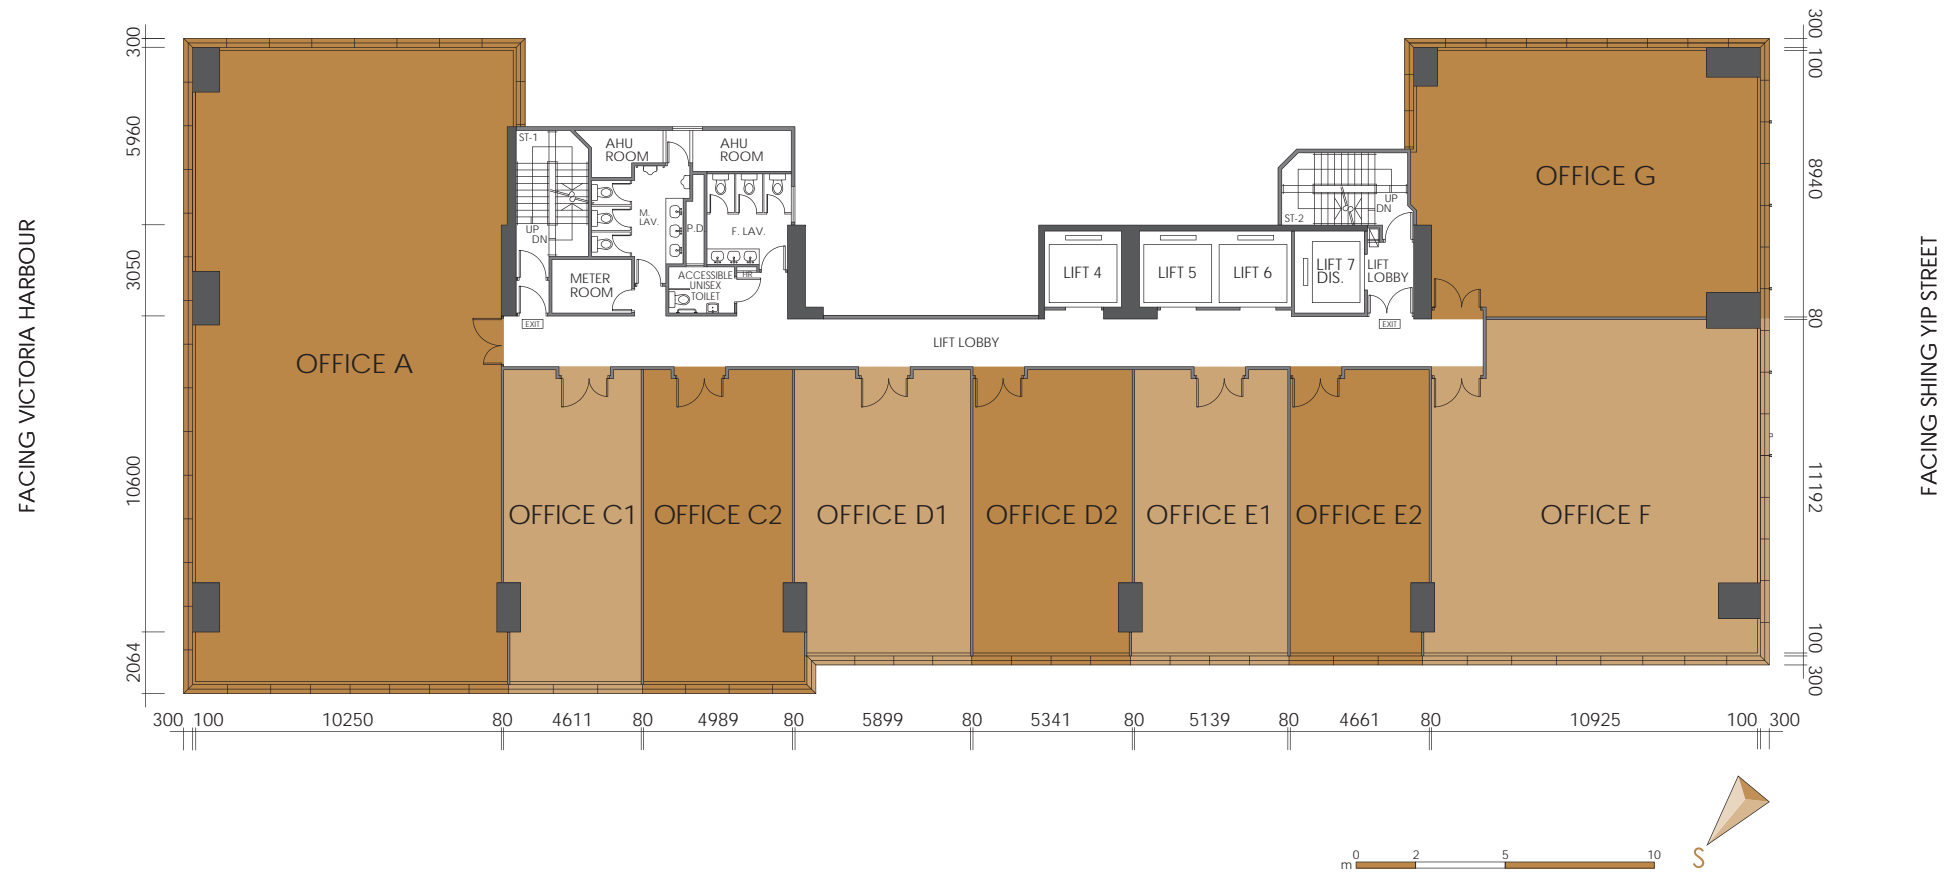 FACING VICTORIA HARBOUR
300
5960
3050
10600
2064
300
100
8940
80
11192
100
300
FACING SHING YIP STREET
ST-1
AHU
ROOM
AHU
ROOM
UP
DN
M.
LAV.
P.D.
F. LAV.
METER
ROOM
ACCESSIBLE
UNISEX
TOILET
HR
EXIT
LIFT 4
LIFT 5
LIFT 6
LIFT 7
DIS.
LIFT
LOBBY
ST-2
UP
DN
EXIT
LIFT LOBBY
OFFICE G
OFFICE A
OFFICE C1
OFFICE C2
OFFICE D1
OFFICE D2
OFFICE E1
OFFICE E2
OFFICE F
300 100 10250 80 4611 80 4989 80 5899 80 5341 80 5139 80 4661 80 10925 100 300
S
m 0 2 5 10